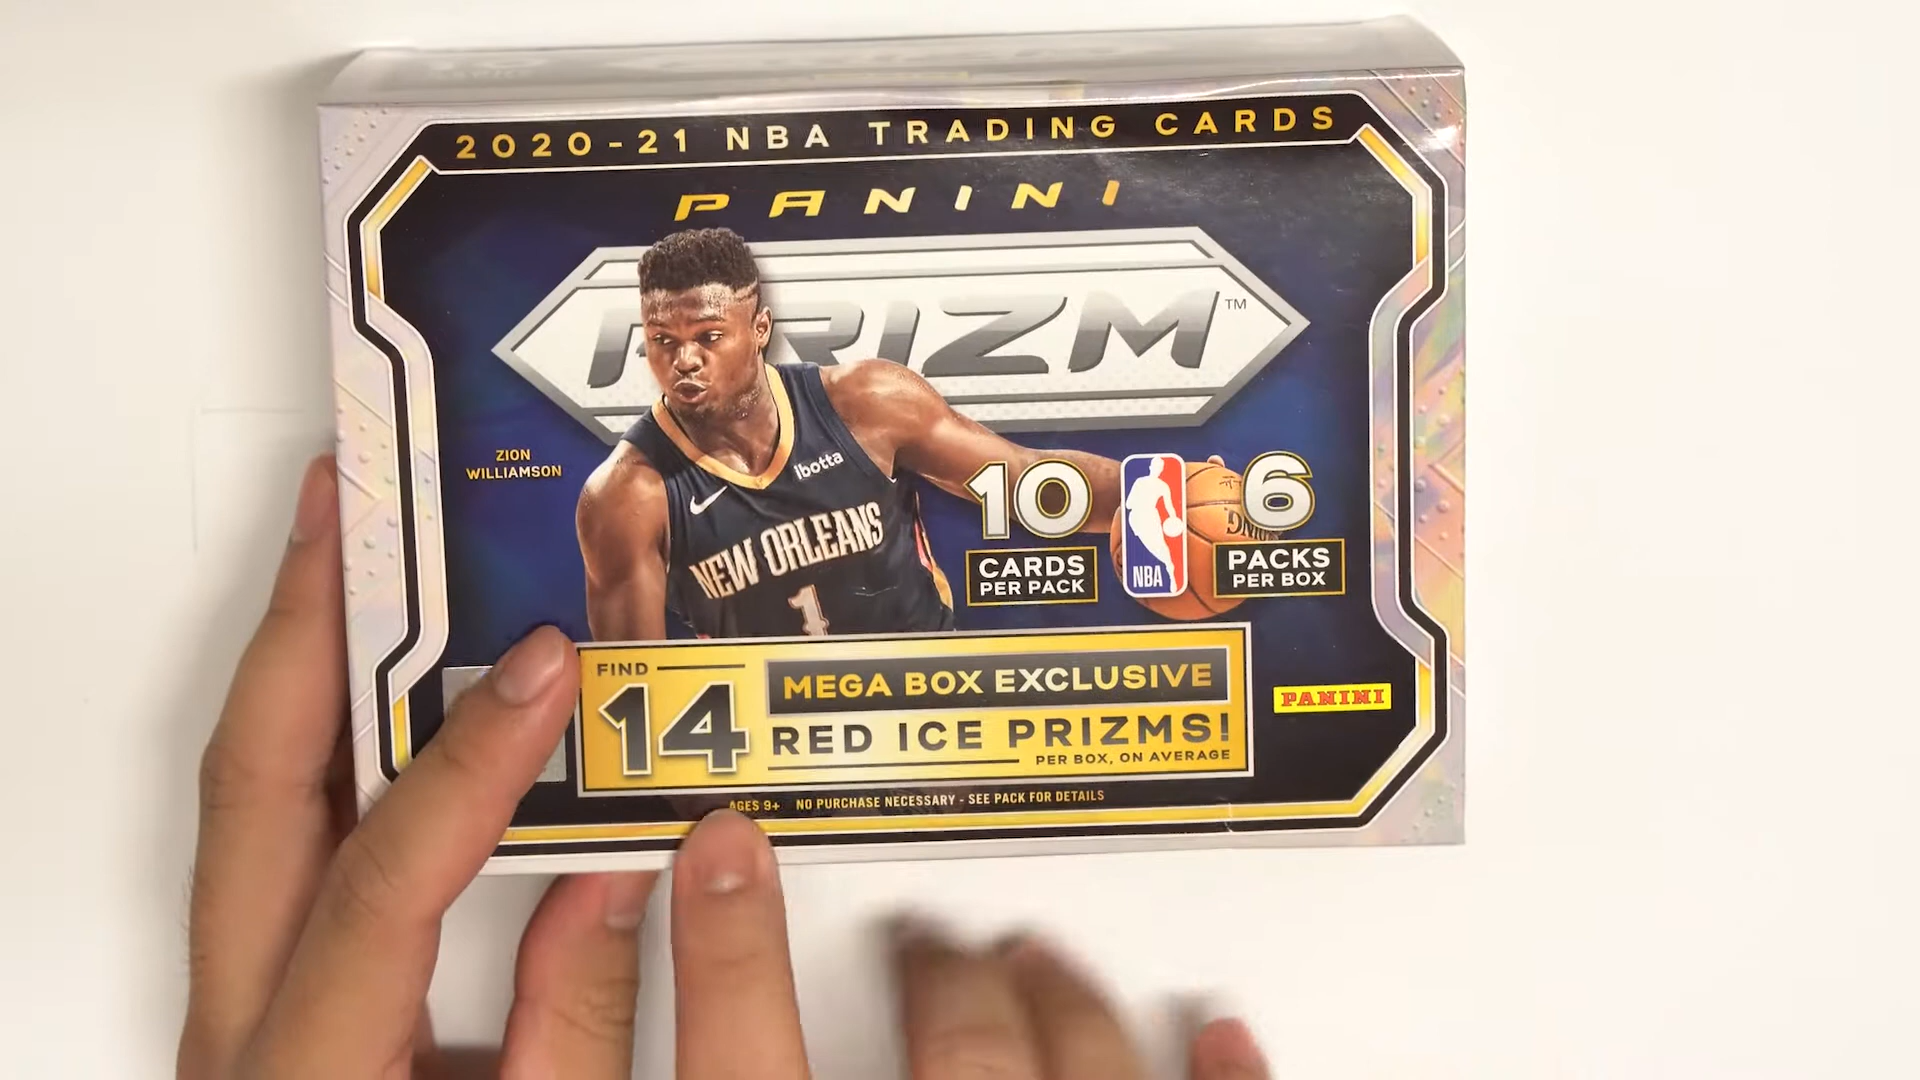 2020-21 NBA TRADING CARDS
PANINI
PRIZM™
ZION
WILLIAMSON
ibotta
NEW ORLEANS
1
10
CARDS
PER PACK
NBA
6
PACKS
PER BOX
FIND
14
MEGA BOX EXCLUSIVE
RED ICE PRIZMS!
PER BOX, ON AVERAGE
PANINI
AGES 9+ NO PURCHASE NECESSARY - SEE PACK FOR DETAILS